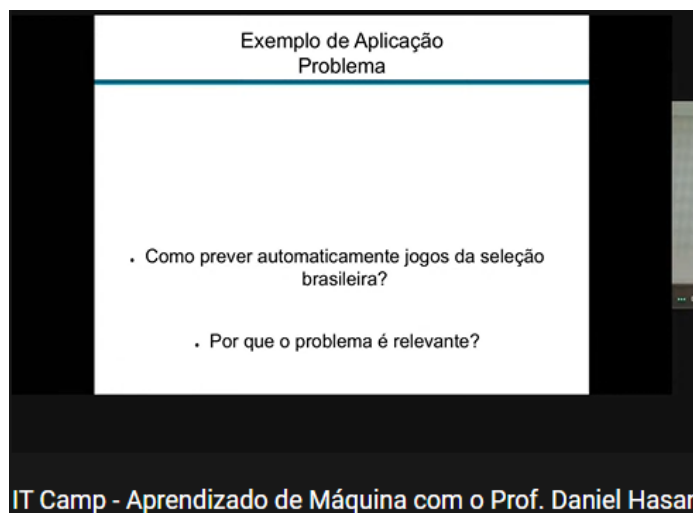 Exemplo de Aplicação
Problema
. Como prever automaticamente jogos da seleção
brasileira?
. Por que o problema é relevante?
IT Camp - Aprendizado de Máquina com o Prof. Daniel Hasan